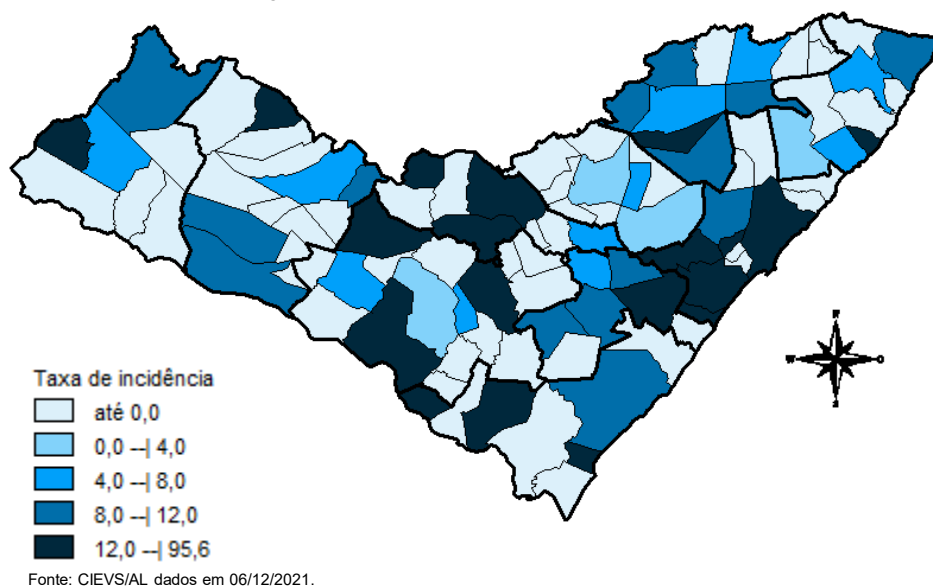 N
W
O
S
Taxa de incidência
até 0,0
0,0 --| 4,0
4,0 --| 8,0
8,0 --| 12,0
12,0 --| 95,6
Fonte: CIEVS/AL dados em 06/12/2021.